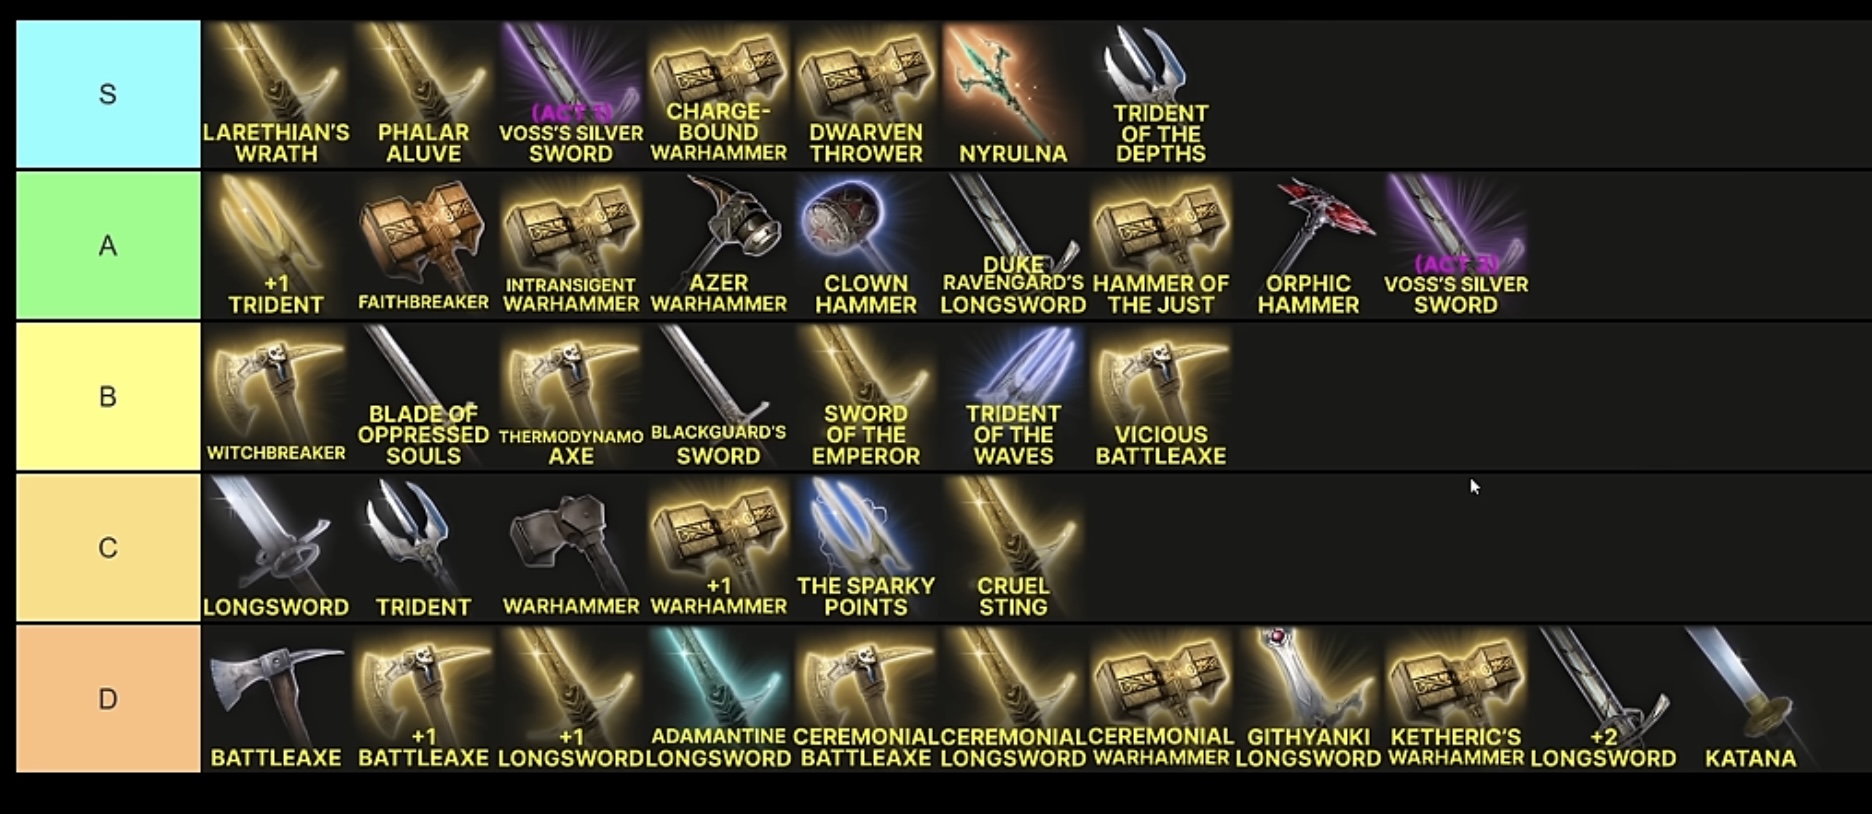 S
LARETHIAN'S
WRATH
PHALAR
ALUVE
(ACT 1)
VOSS'S SILVER
SWORD
CHARGE-
BOUND
WARHAMMER
DWARVEN
THROWER
NYRULNA
TRIDENT
OF THE
DEPTHS
A
+1
TRIDENT
FAITHBREAKER
INTRANSIGENT
WARHAMMER
AZER
WARHAMMER
CLOWN
HAMMER
DUKE
RAVENGARD'S
LONGSWORD
HAMMER OF
THE JUST
ORPHIC
HAMMER
VOSS'S SILVER
SWORD
B
WITCHBREAKER
BLADE OF
OPPRESSED
SOULS
THERMODYNAMO
AXE
BLACKGUARD'S
SWORD
SWORD
OF THE
EMPEROR
TRIDENT
OF THE
WAVES
VICIOUS
BATTLEAXE
C
LONGSWORD
TRIDENT
WARHAMMER
+1
WARHAMMER
THE SPARKY
POINTS
CRUEL
STING
D
BATTLEAXE
+1
BATTLEAXE
+1
LONGSWORD
ADAMANTINE
LONGSWORD
CEREMONIAL
BATTLEAXE
CEREMONIAL
LONGSWORD
CEREMONIAL
WARHAMMER
GITHYANKI
LONGSWORD
KETHERIC'S
WARHAMMER
+2
LONGSWORD
KATANA